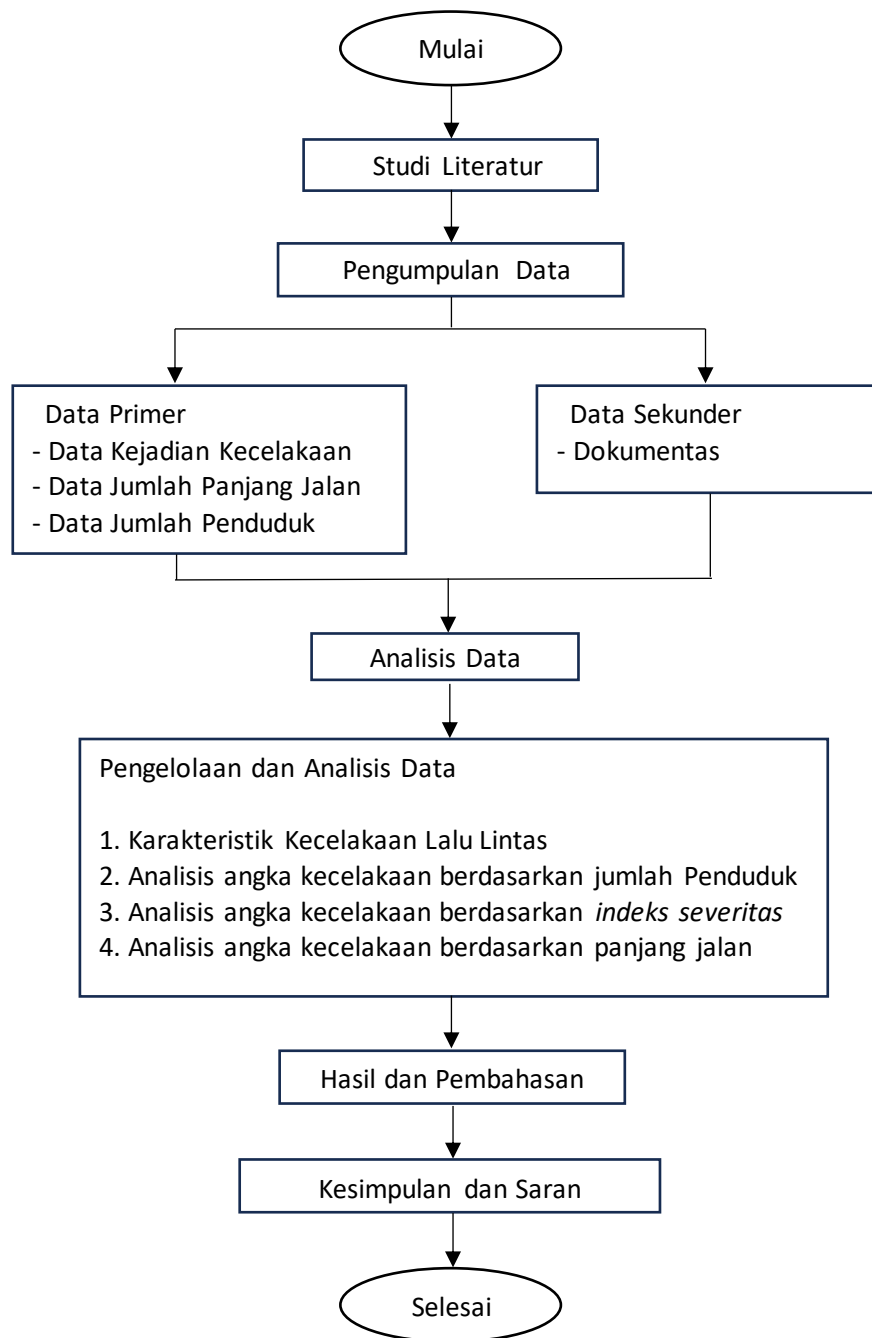 Mulai
Studi Literatur
Pengumpulan Data
Data Primer
- Data Kejadian Kecelakaan
- Data Jumlah Panjang Jalan
- Data Jumlah Penduduk
Data Sekunder
- Dokumentas
Analisis Data
Pengelolaan dan Analisis Data
1. Karakteristik Kecelakaan Lalu Lintas
2. Analisis angka kecelakaan berdasarkan jumlah Penduduk
3. Analisis angka kecelakaan berdasarkan indeks severitas
4. Analisis angka kecelakaan berdasarkan panjang jalan
Hasil dan Pembahasan
Kesimpulan dan Saran
Selesai